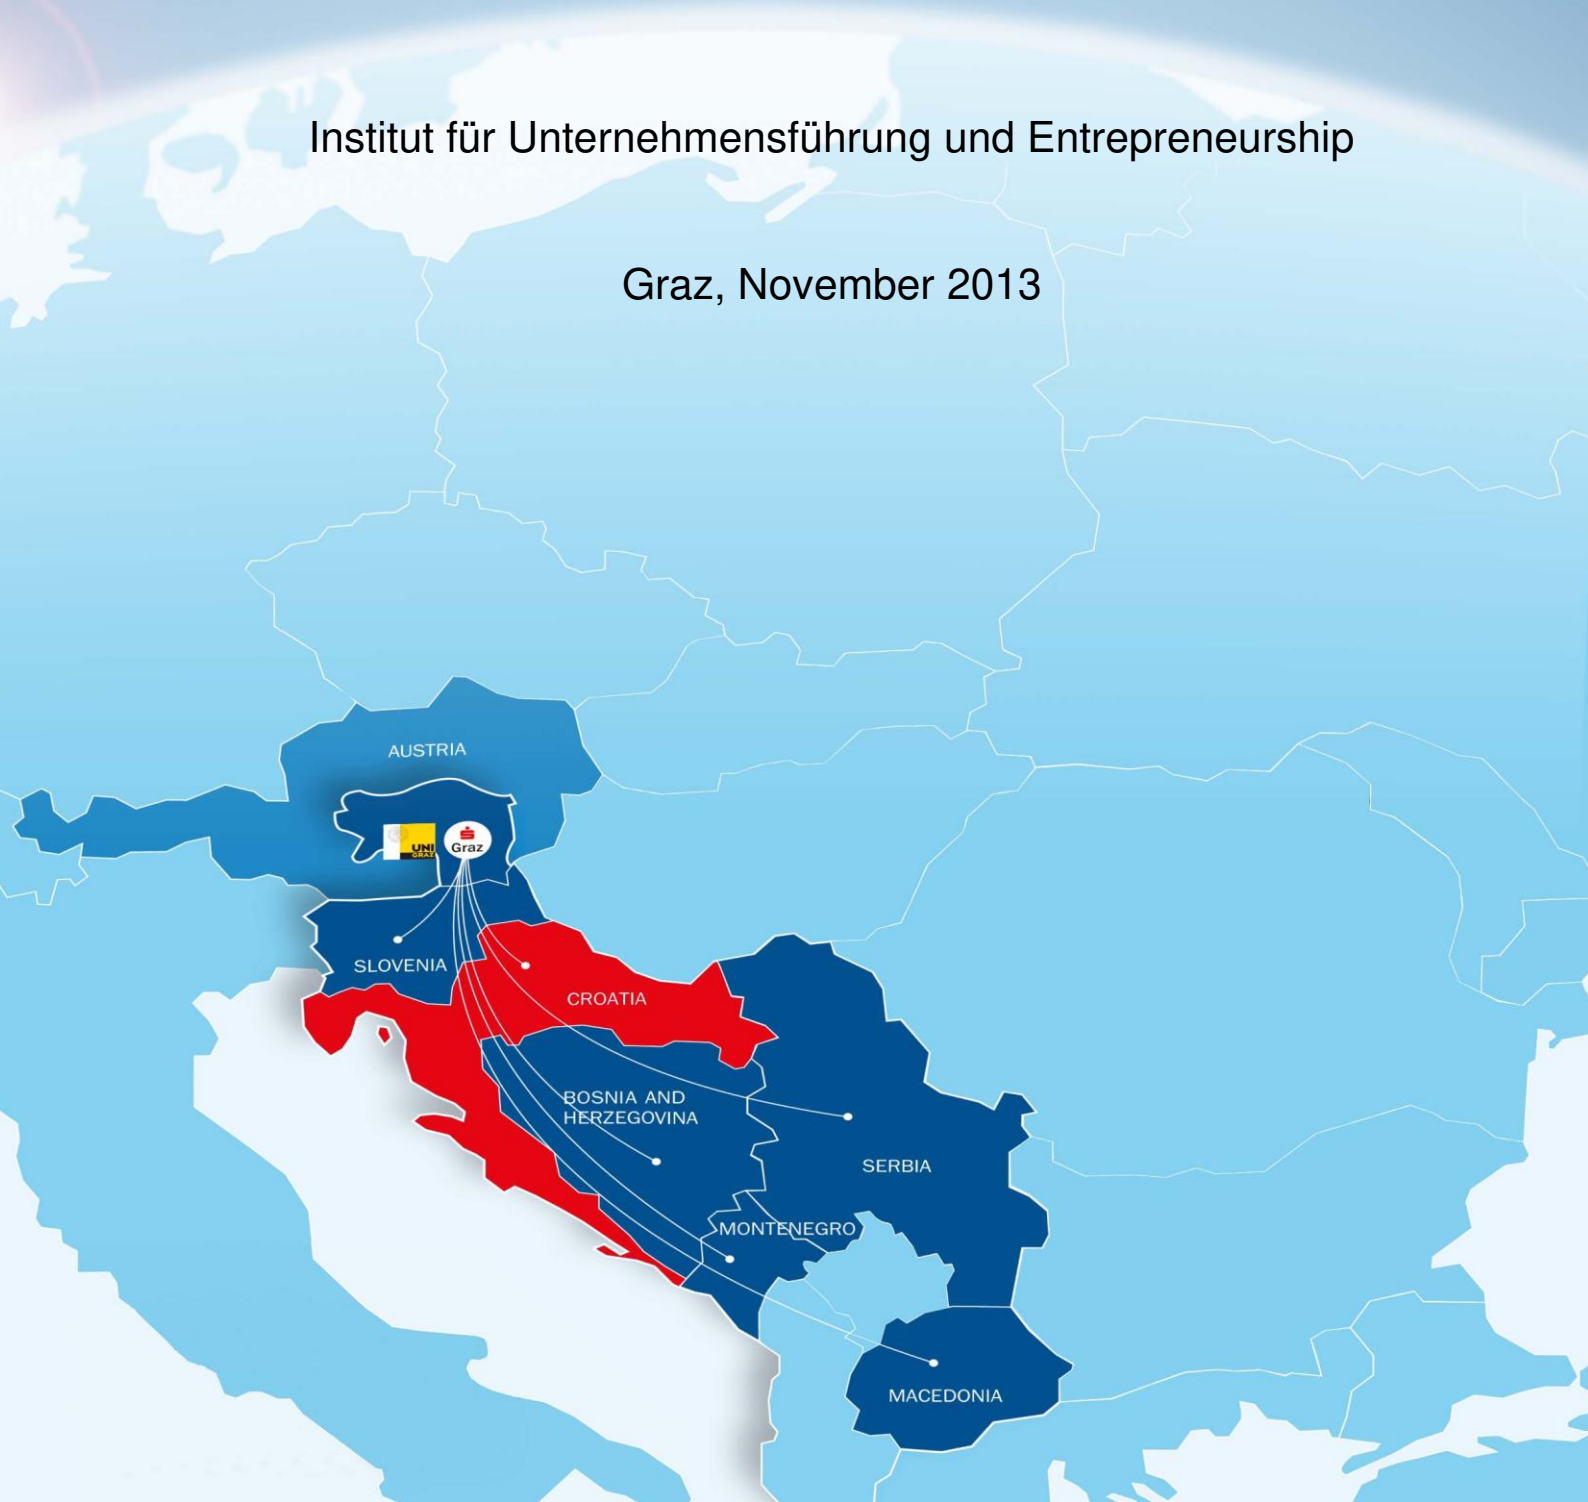 Institut für Unternehmensführung und Entrepreneurship
Graz, November 2013
AUSTRIA
UNI
GRAZ
Graz
SLOVENIA
CROATIA
BOSNIA AND
HERZEGOVINA
SERBIA
MONTENEGRO
MACEDONIA